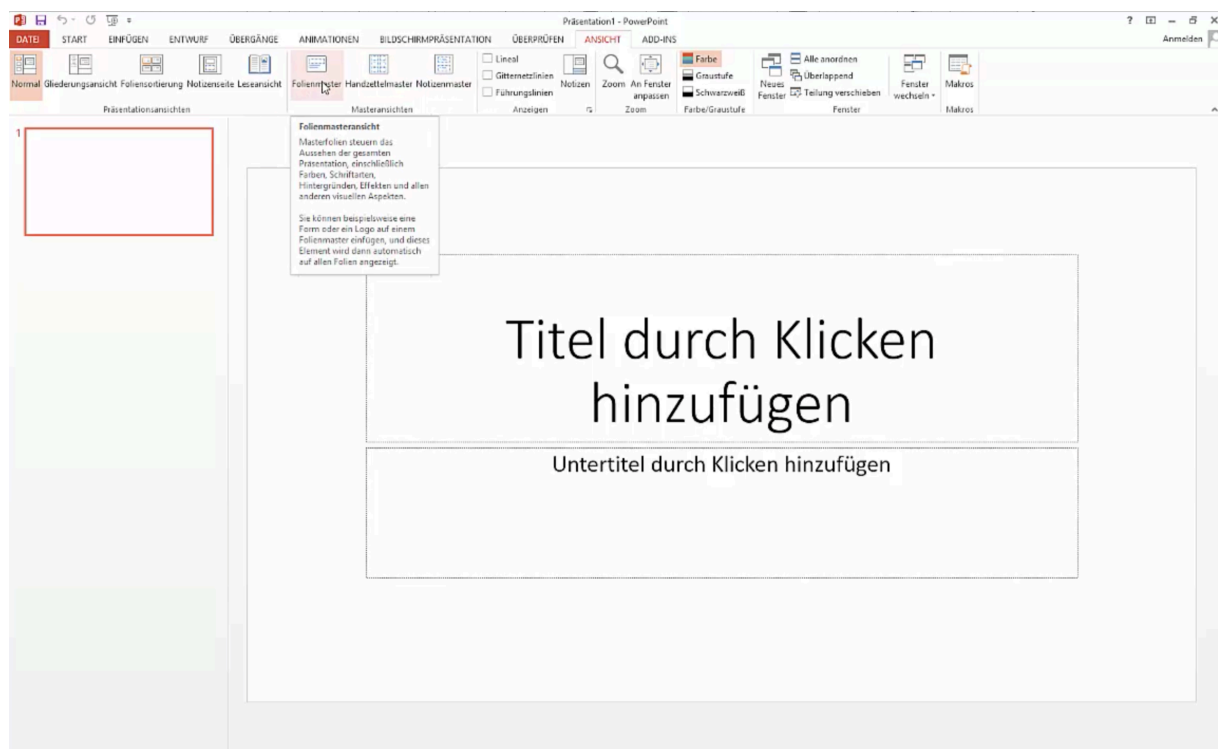 Präsentation1 - PowerPoint
?
Anmelden
DATEI START EINFÜGEN ENTWURF ÜBERGÄNGE ANIMATIONEN BILDSCHIRMPRÄSENTATION ÜBERPRÜFEN ANSICHT ADD-INS
Normal Gliederungsansicht Foliensortierung Notizenseite Leseansicht
Präsentationsansichten
Folienmaster Handzettelmaster Notizenmaster
Masteransichten
Lineal
Gitternetzlinien
Führungslinien
Notizen
Anzeigen
Zoom
An Fenster
anpassen
Zoom
Farbe
Graustufe
Schwarzweiß
Farbe/Graustufe
Neues
Fenster
Alle anordnen
Überlappend
Teilung verschieben
Fenster
wechseln
Fenster
Makros
Makros
1
Folienmasteransicht
Masterfolien steuern das
Aussehen der gesamten
Präsentation, einschließlich
Farben, Schriftarten,
Hintergründen, Effekten und allen
anderen visuellen Aspekten.
Sie können beispielsweise eine
Form oder ein Logo auf einem
Folienmaster einfügen, und dieses
Element wird dann automatisch
auf allen Folien angezeigt.
Titel durch Klicken
hinzufügen
Untertitel durch Klicken hinzufügen